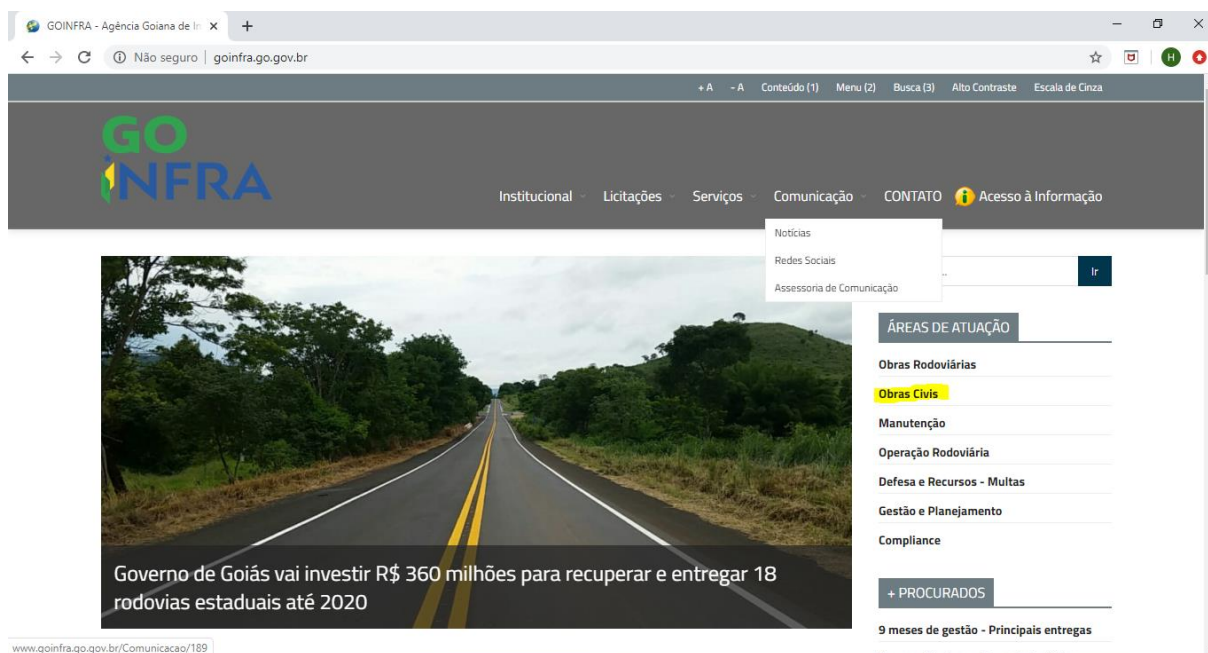 GOINFRA - Agência Goiana de In
Não seguro | goinfra.go.gov.br
H
+ A - A Conteúdo (1) Menu (2) Busca (3) Alto Contraste Escala de Cinza
GO
INFRA
Institucional Licitações Serviços Comunicação CONTATO Acesso à Informação
Notícias
Redes Sociais
Assessoria de Comunicação
... Ir
ÁREAS DE ATUAÇÃO
Obras Rodoviárias
Obras Civis
Manutenção
Operação Rodoviária
Defesa e Recursos - Multas
Gestão e Planejamento
Compliance
Governo de Goiás vai investir R$ 360 milhões para recuperar e entregar 18
rodovias estaduais até 2020
+ PROCURADOS
9 meses de gestão - Principais entregas
www.goinfra.go.gov.br/Comunicacao/189